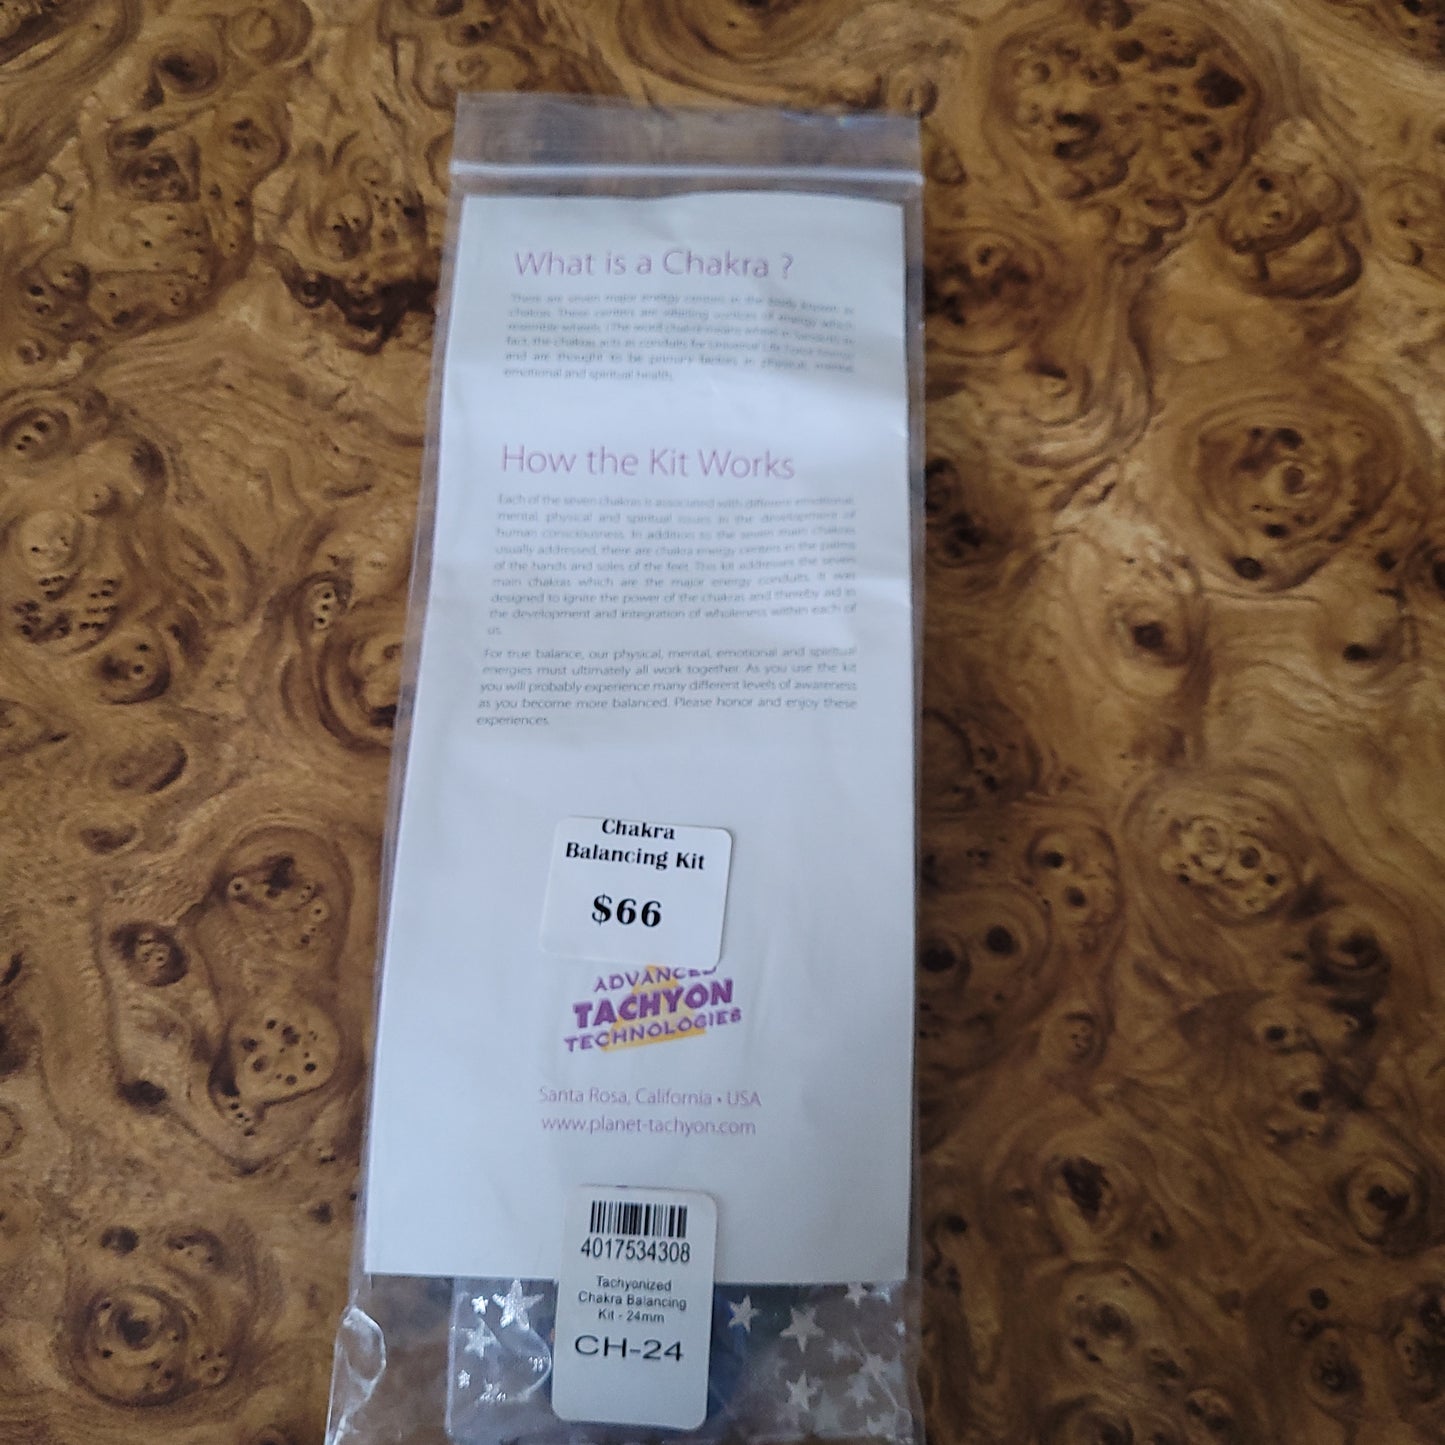 What is a Chakra ?
There are seven major energy centers in the body known as
chakras. These centers are whirling vortices of energy which
resemble wheels. (The word chakra means wheel in Sanskrit). In
fact, the chakras act as conduits for Universal Life Force Energy
and are thought to be primary factors in physical, mental,
emotional and spiritual health.
How the Kit Works
Each of the seven chakras is associated with different emotional,
mental, physical and spiritual issues in the development of
human consciousness. In addition to the seven main chakras
usually addressed, there are chakra energy centers in the palms
of the hands and soles of the feet. This kit addresses the seven
main chakras which are the major energy conduits. It was
designed to ignite the power of the chakras and thereby aid in
the development and integration of wholeness within each of
us.
For true balance, our physical, mental, emotional and spiritual
energies must ultimately all work together. As you use the kit
you will probably experience many different levels of awareness
as you become more balanced. Please honor and enjoy these
experiences.
Chakra
Balancing Kit
$66
ADVANCED
TACHYON
TECHNOLOGIES
Santa Rosa, California • USA
www.planet-tachyon.com
4017534308
Tachyonized
Chakra Balancing
Kit - 24mm
CH-24